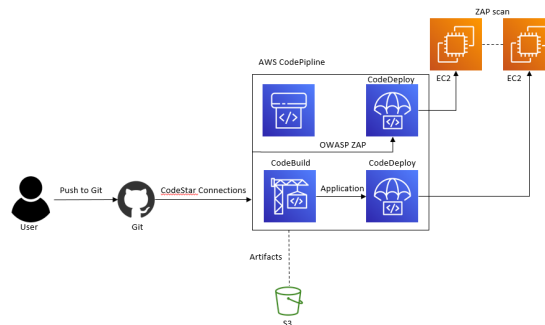 ZAP scan
AWS CodePipline
EC2
EC2
CodeDeploy
</>
</>
OWASP ZAP
CodeBuild
CodeDeploy
Push to Git
CodeStar Connections
Application
</>
</>
User
Git
Artifacts
S3